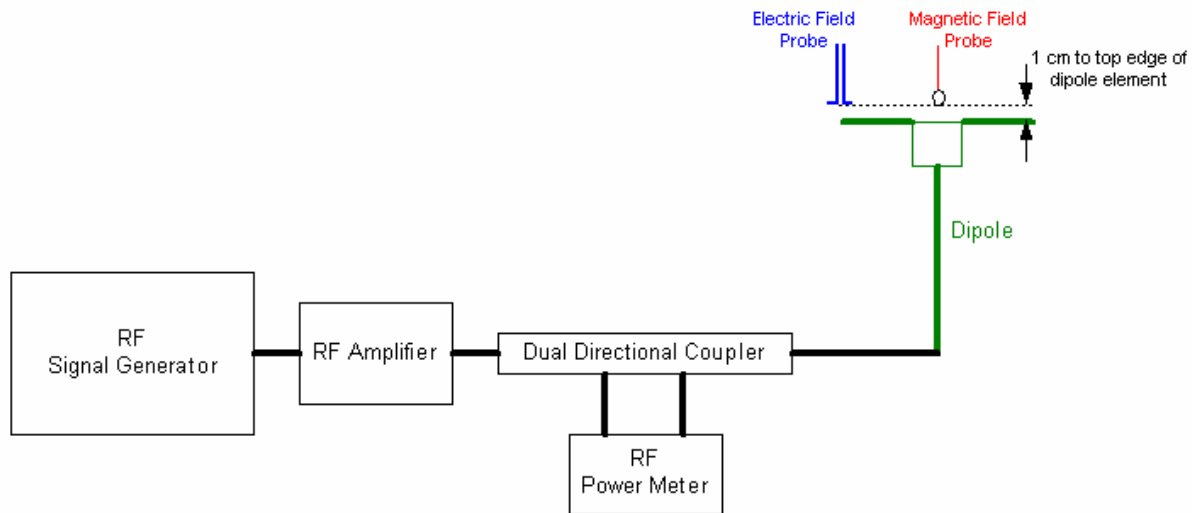 Electric Field
Probe
Magnetic Field
Probe
1 cm to top edge of
dipole element
Dipole
RF
Signal Generator
RF Amplifier
Dual Directional Coupler
RF
Power Meter